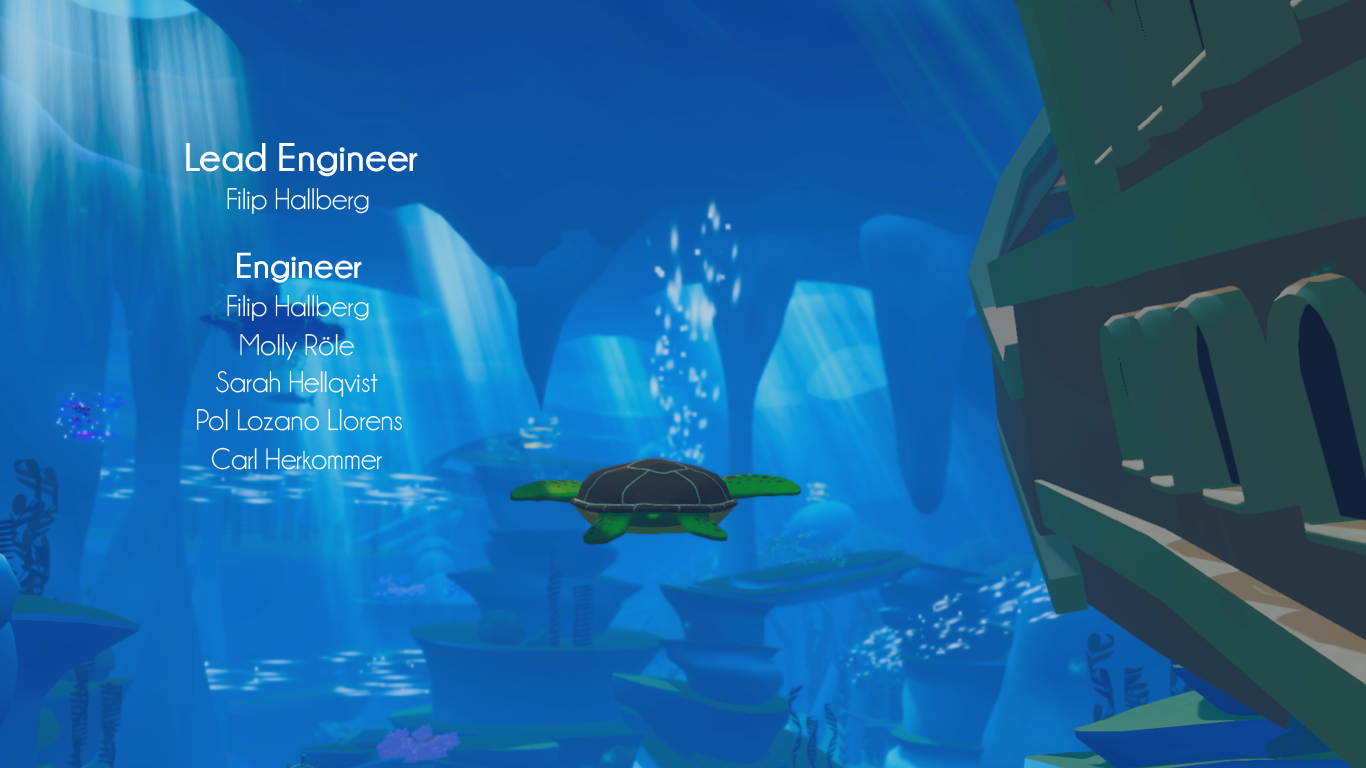 Lead Engineer
Filip Hallberg
Engineer
Filip Hallberg
Molly Röle
Sarah Hellqvist
Pol Lozano Llorens
Carl Herkommer